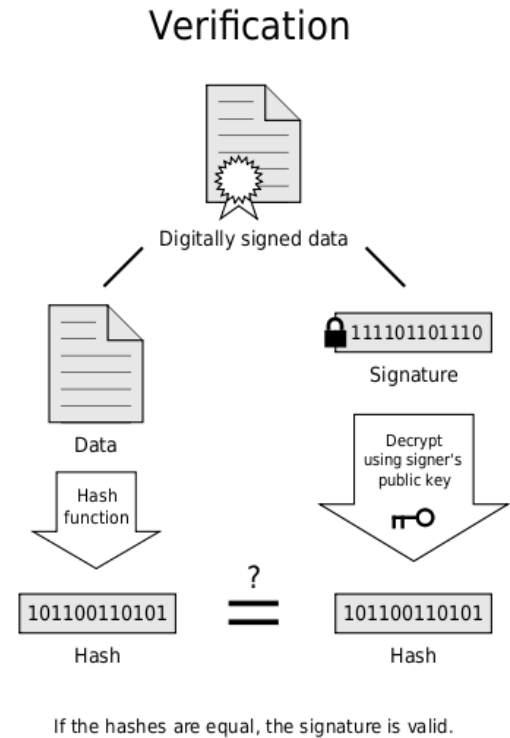 Verification
Digitally signed data
111101101110
Signature
Data
Decrypt
using signer's
public key
Hash
function
?
101100110101
101100110101
Hash
Hash
If the hashes are equal, the signature is valid.